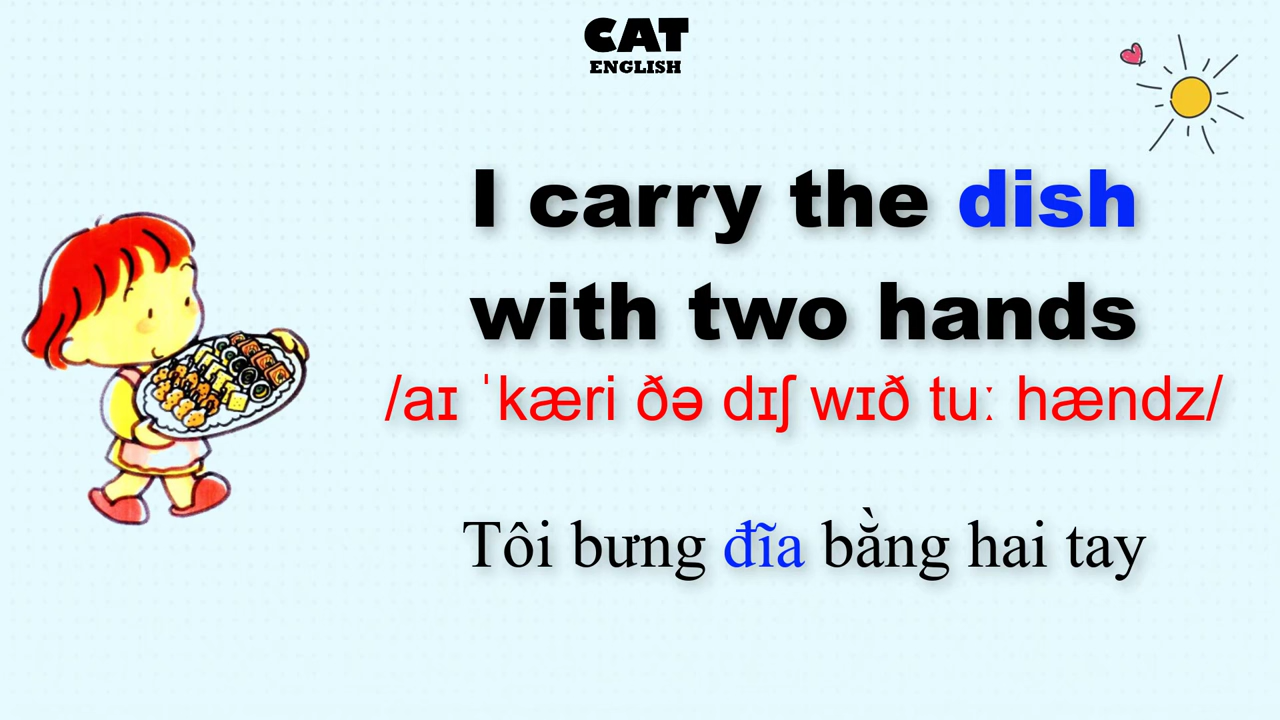 CAT
ENGLISH
I carry the dish
with two hands
/aɪ ˈkæri ðə dɪʃ wɪð tuː hændz/
Tôi bưng đĩa bằng hai tay